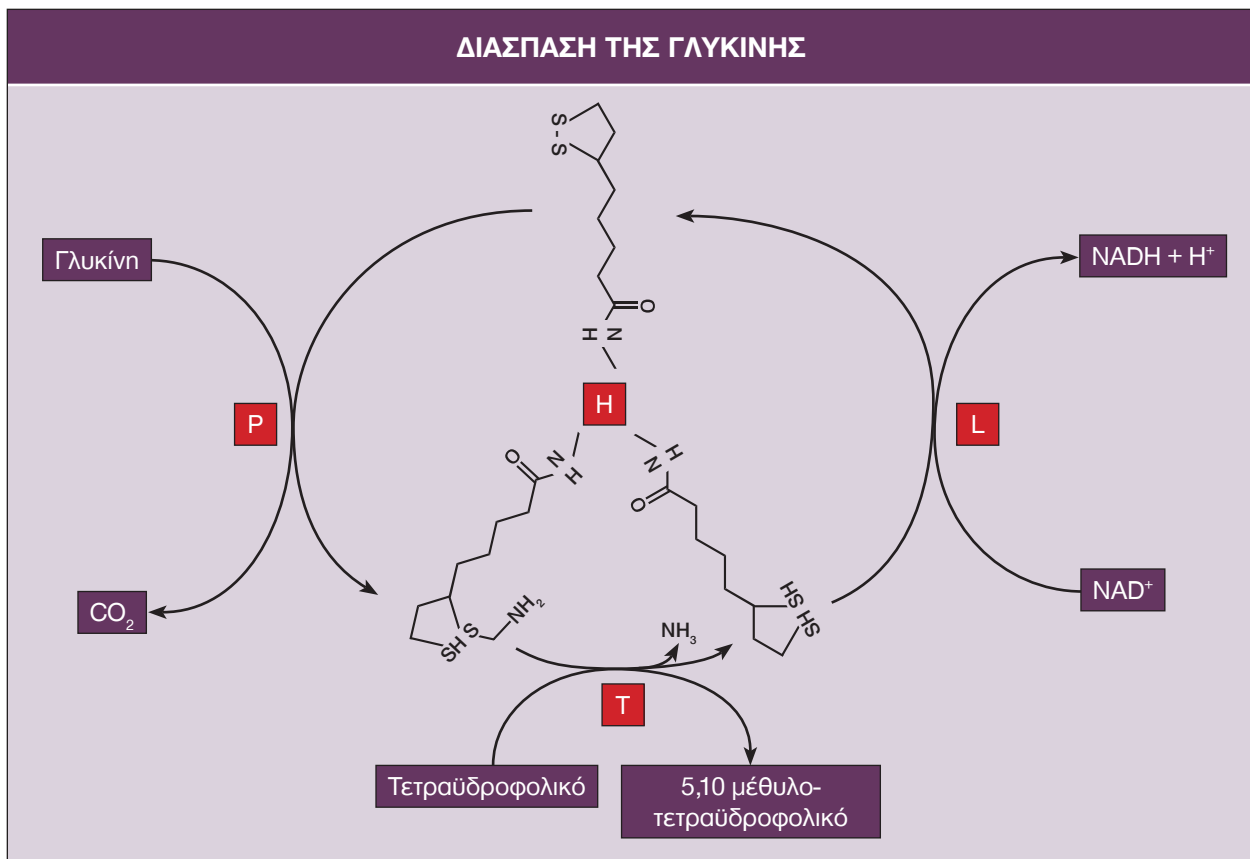 ΔΙΑΣΠΑΣΗ ΤΗΣ ΓΛΥΚΙΝΗΣ
S
-
S
Γλυκίνη
NADH + H⁺
O
H N
H
P
L
O
N
H
H
N
O
CO₂
NH₂
S
SH
NH₃
SH
SH
NAD⁺
T
Τετραϋδροφολικό
5,10 μέθυλο-
τετραϋδροφολικό